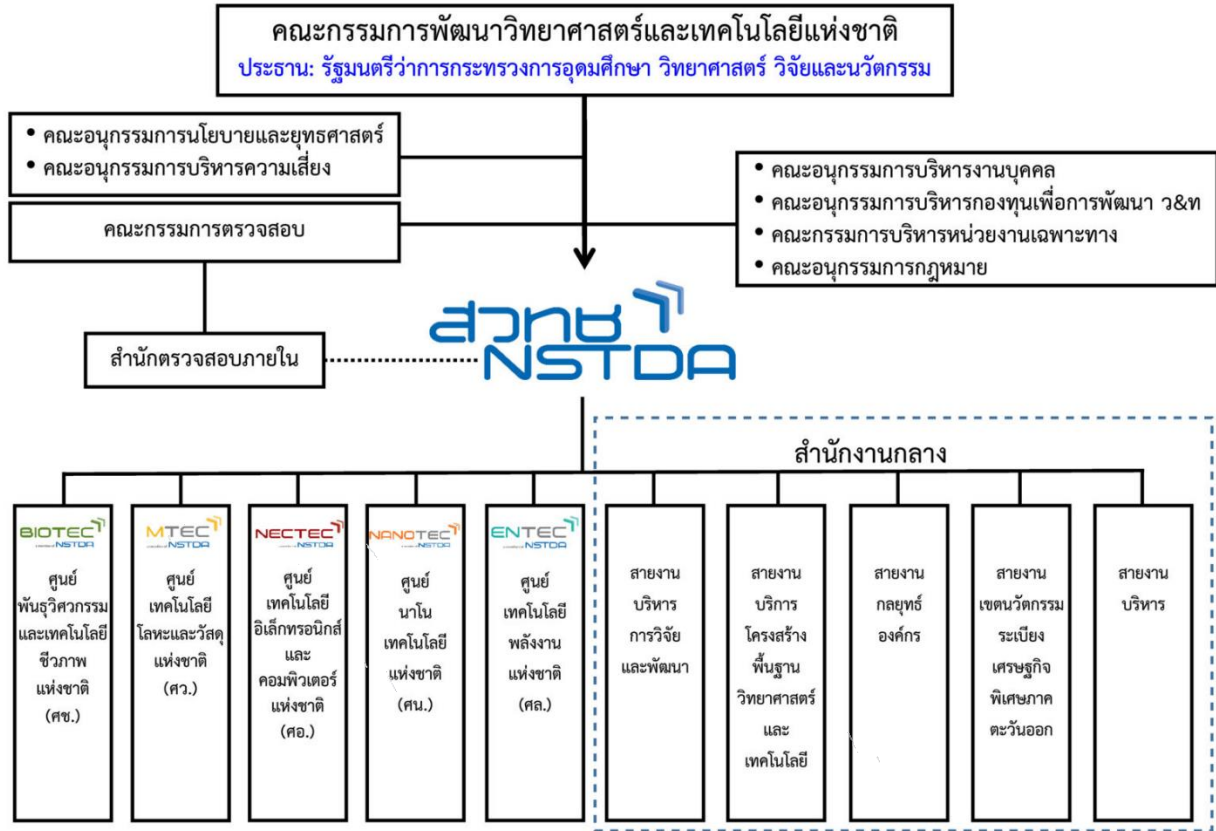 คณะกรรมการพัฒนาวิทยาศาสตร์และเทคโนโลยีแห่งชาติ
ประธาน: รัฐมนตรีว่าการกระทรวงการอุดมศึกษา วิทยาศาสตร์ วิจัยและนวัตกรรม
• คณะอนุกรรมการนโยบายและยุทธศาสตร์
• คณะอนุกรรมการบริหารความเสี่ยง
คณะกรรมการตรวจสอบ
• คณะอนุกรรมการบริหารงานบุคคล
• คณะอนุกรรมการบริหารกองทุนเพื่อการพัฒนา ว&ท
• คณะกรรมการบริหารหน่วยงานเฉพาะทาง
• คณะอนุกรรมการกฎหมาย
สำนักตรวจสอบภายใน
สวทช
NSTDA
สำนักงานกลาง
BIOTEC
NSTDA
ศูนย์
พันธุวิศวกรรม
และเทคโนโลยี
ชีวภาพ
แห่งชาติ
(ศช.)
MTEC
NSTDA
ศูนย์
เทคโนโลยี
โลหะและวัสดุ
แห่งชาติ
(ศว.)
NECTEC
NSTDA
ศูนย์
เทคโนโลยี
อิเล็กทรอนิกส์
และ
คอมพิวเตอร์
แห่งชาติ
(ศอ.)
NANOTEC
NSTDA
ศูนย์
นาโน
เทคโนโลยี
แห่งชาติ
(ศน.)
ENTEC
NSTDA
ศูนย์
เทคโนโลยี
พลังงาน
แห่งชาติ
(ศล.)
สายงาน
บริหาร
การวิจัย
และพัฒนา
สายงาน
บริการ
โครงสร้าง
พื้นฐาน
วิทยาศาสตร์
และ
เทคโนโลยี
สายงาน
กลยุทธ์
องค์กร
สายงาน
เขตนวัตกรรม
ระเบียง
เศรษฐกิจ
พิเศษภาค
ตะวันออก
สายงาน
บริหาร